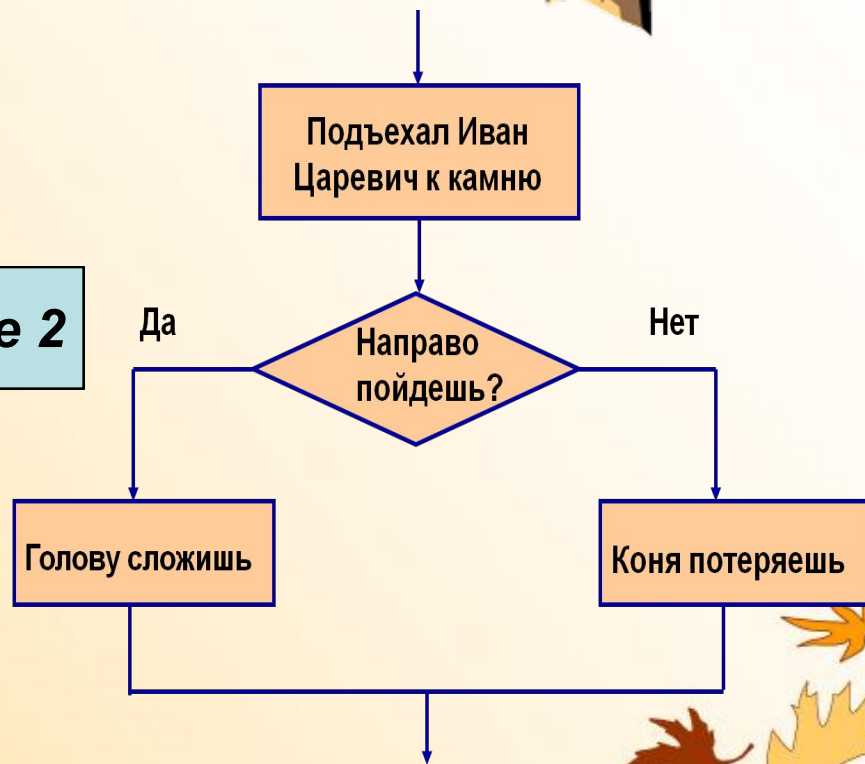 Подъехал Иван
Царевич к камню
е 2
Да
Нет
Направо
пойдешь?
Голову сложишь
Коня потеряешь